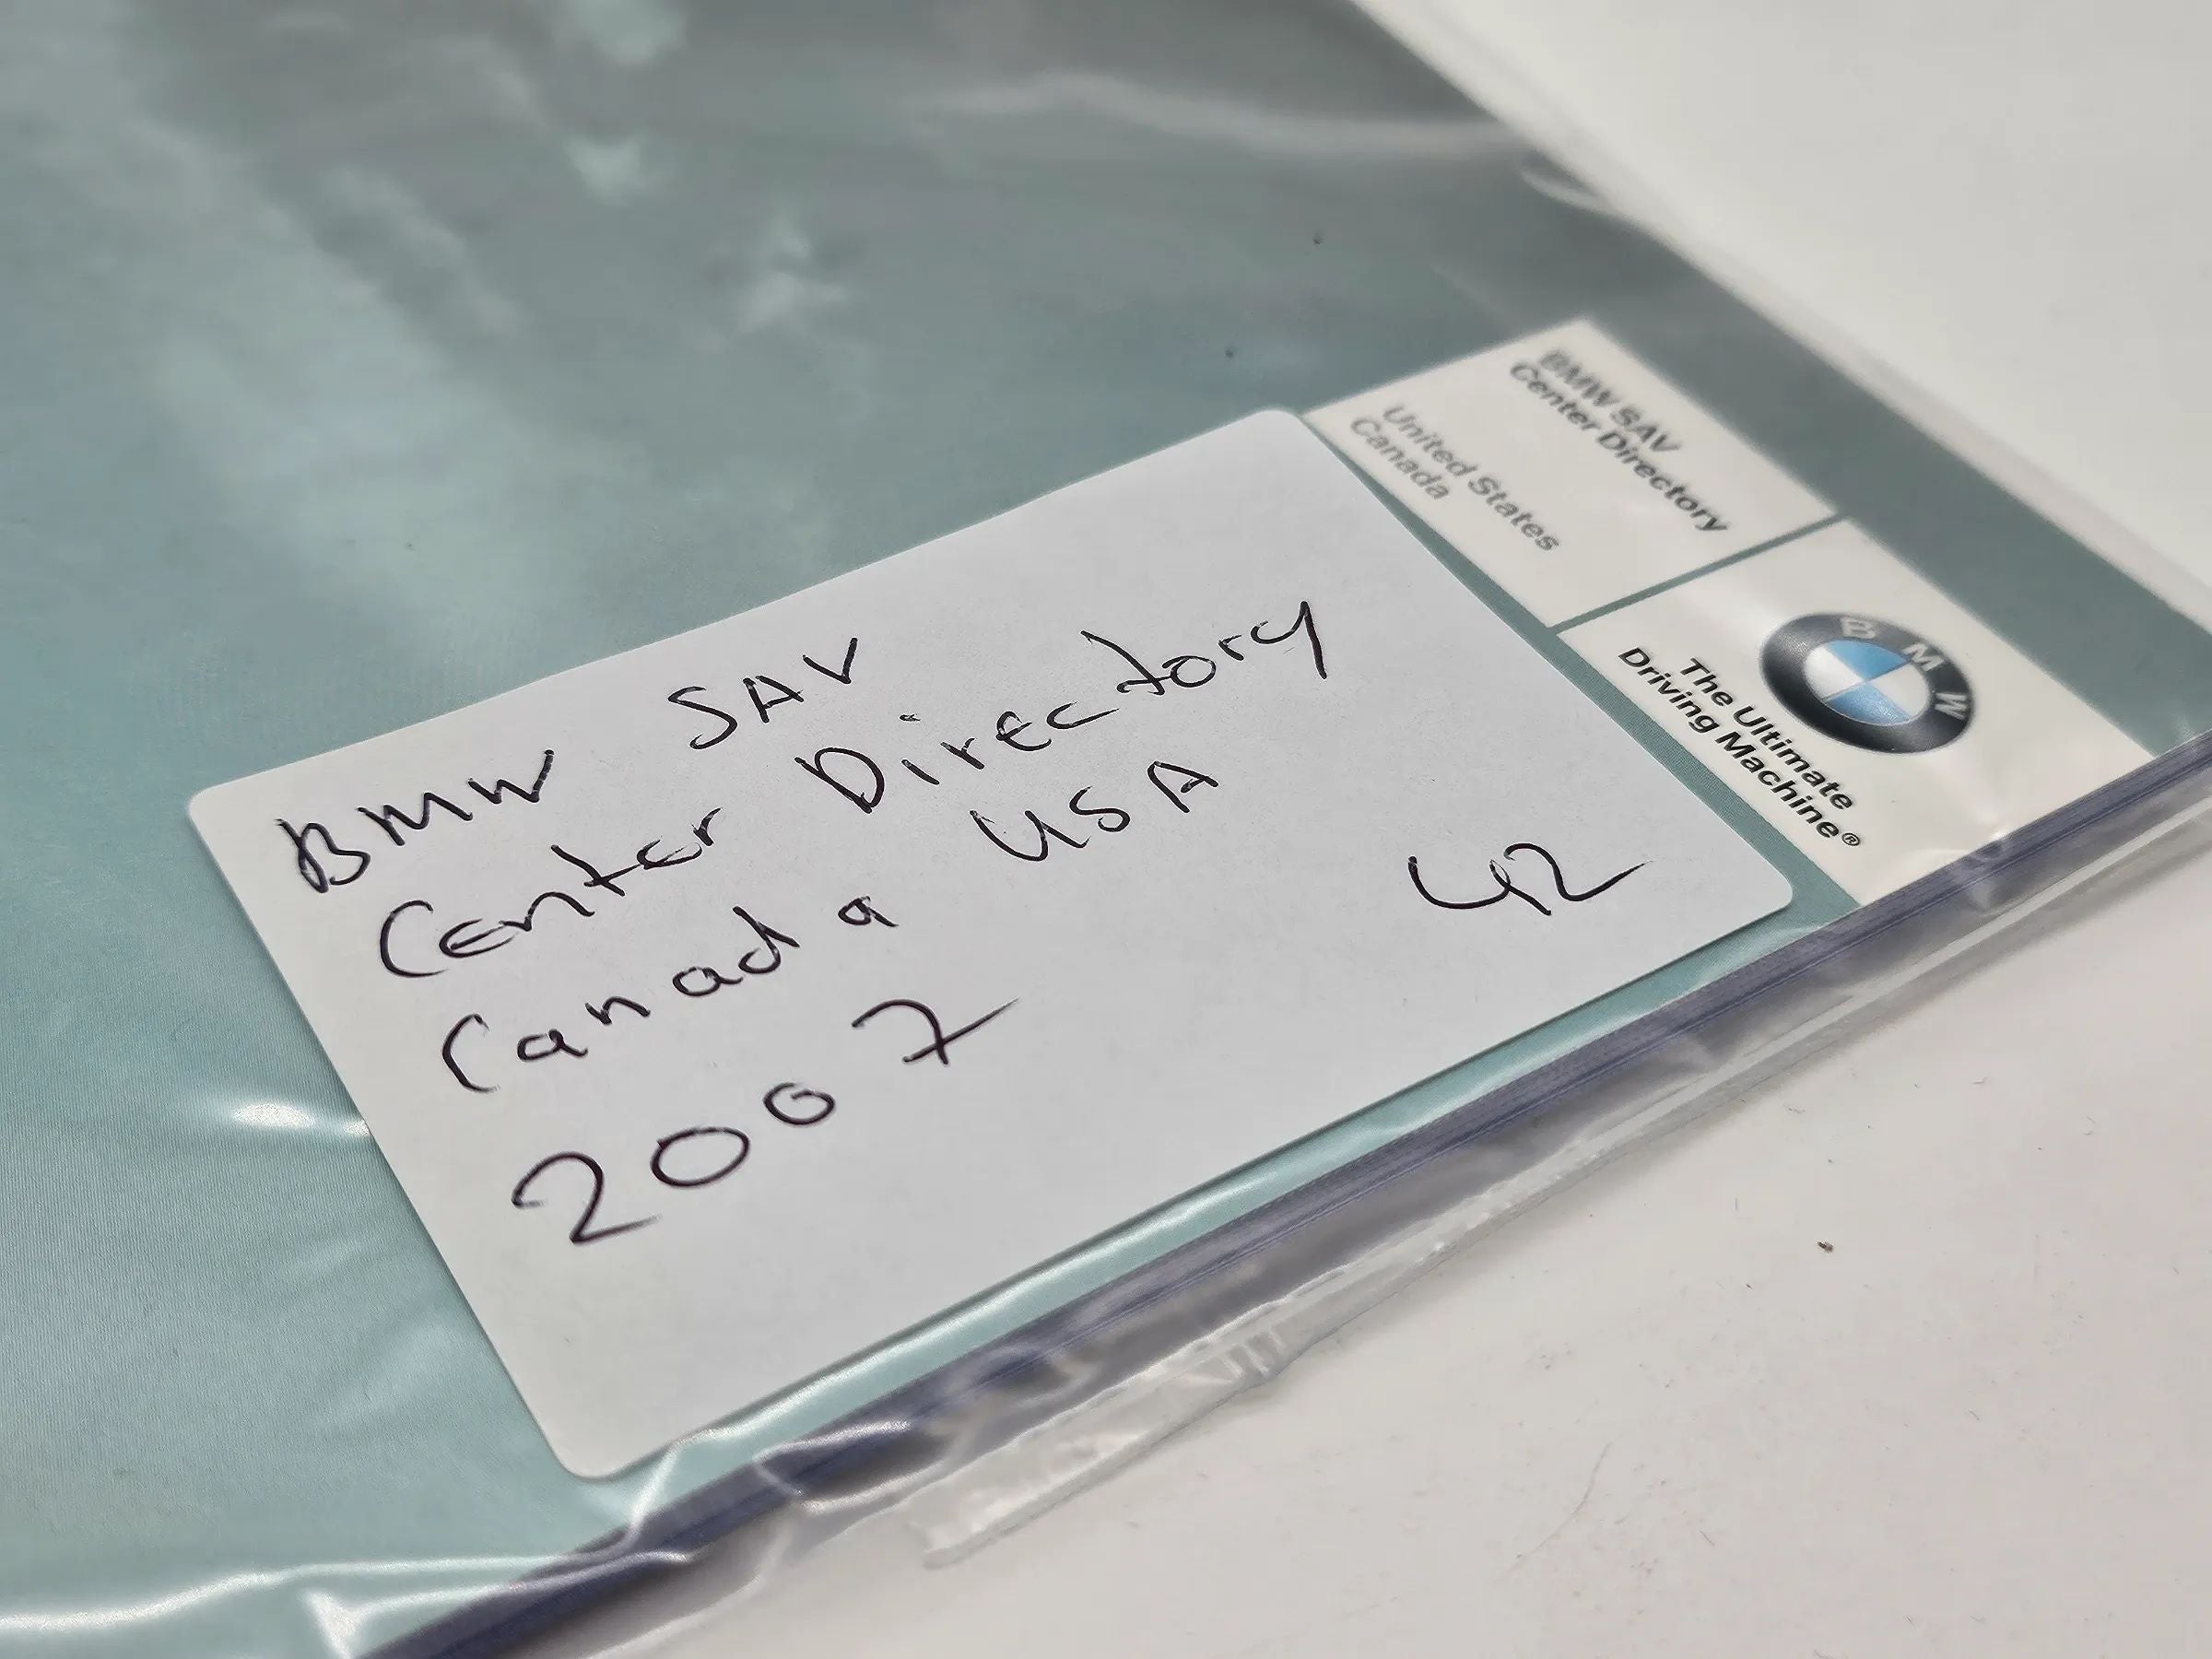 BMW SAV
Center Directory
Canada USA
2007 42
BMW SAV
Center Directory
United States
Canada
BMW
The Ultimate
Driving Machine®